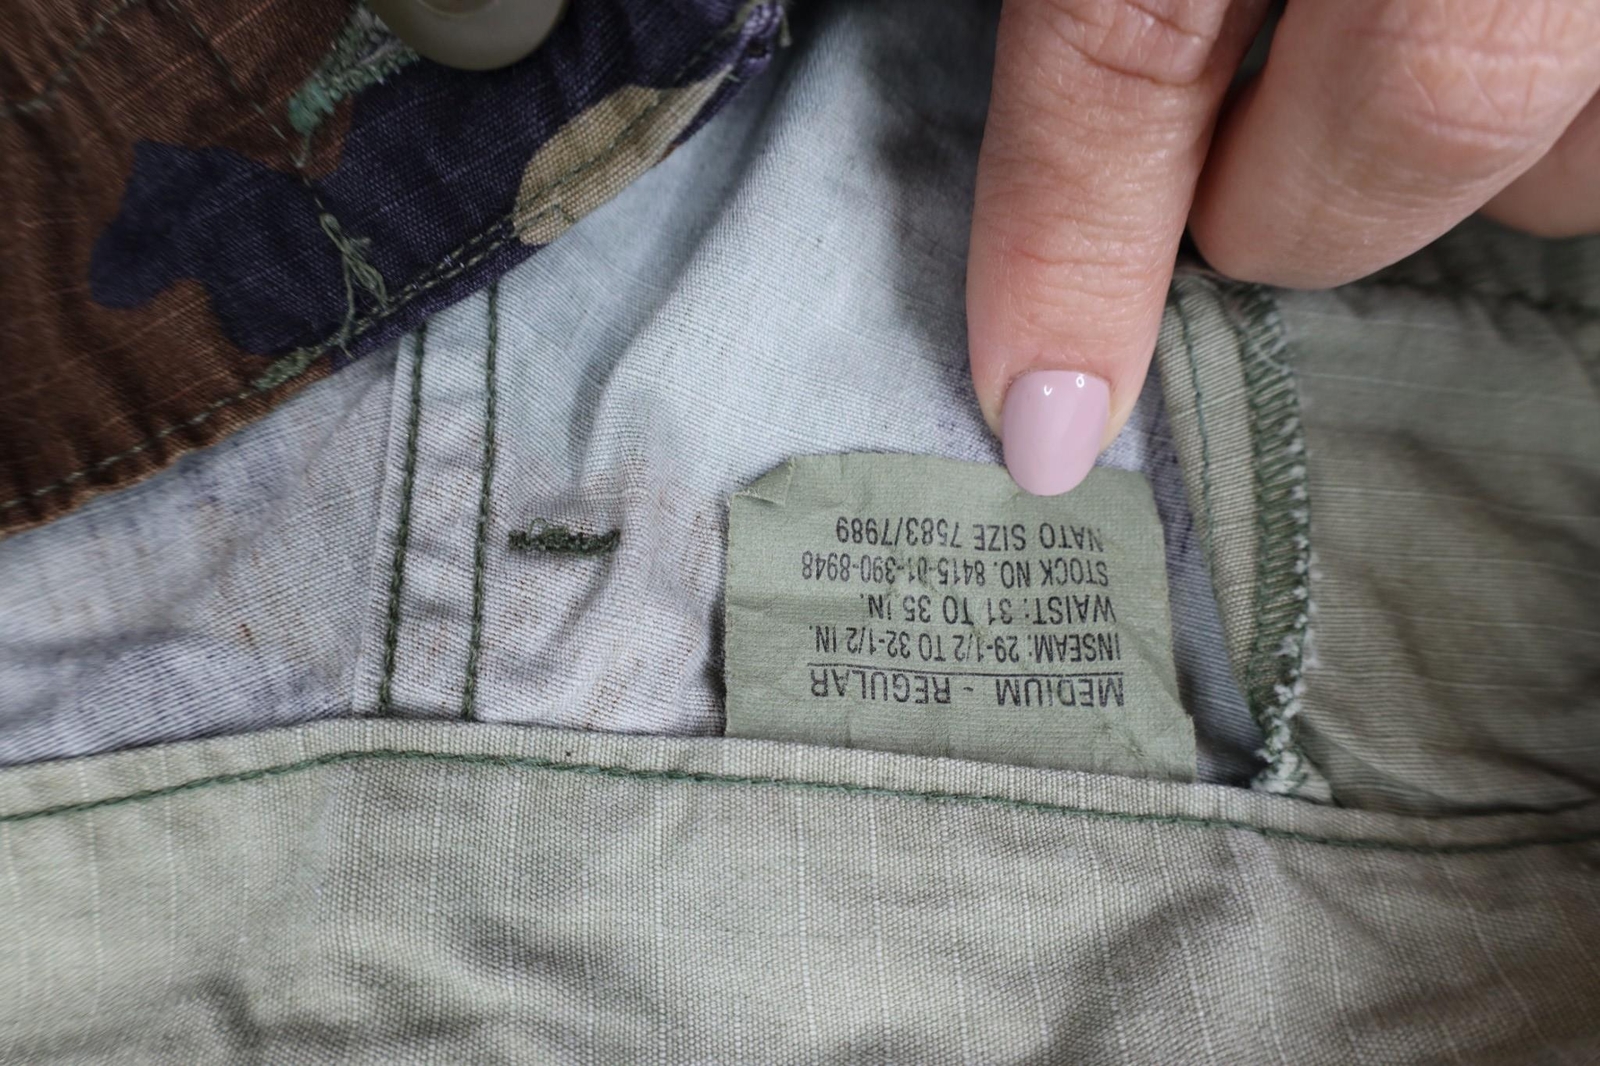 MEDIUM - REGULAR
INSEAM: 29-1/2 TO 32-1/2 IN.
WAIST: 31 TO 35 IN.
STOCK NO. 8415-01-390-8948
NATO SIZE 7583/7989